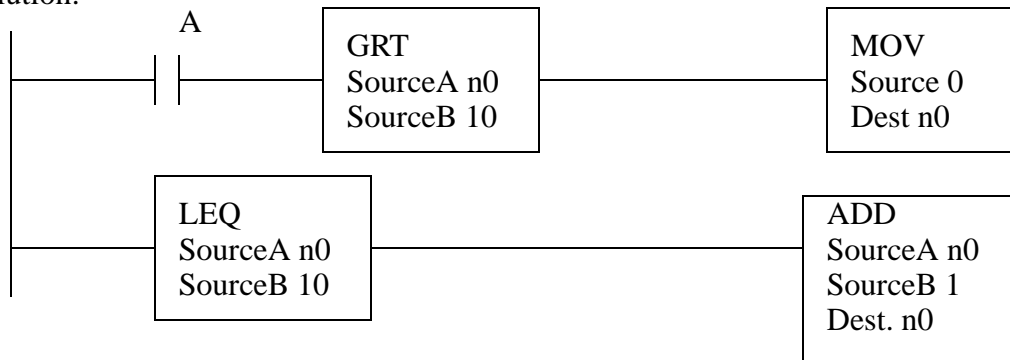 A
GRT
SourceA n0
SourceB 10
MOV
Source 0
Dest n0
LEQ
SourceA n0
SourceB 10
ADD
SourceA n0
SourceB 1
Dest. n0